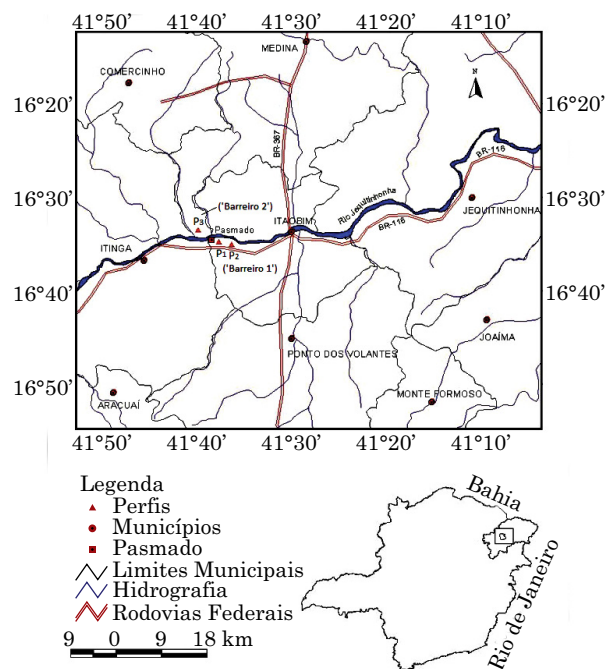 41°50’ 41°40’ 41°30’ 41°20’ 41°10’
MEDINA
COMERCINHO
N
16°20’ 16°20’
BR-367
BR-116
16°30’ 16°30’
('Barreiro 2')
Rio Jequitinhonha
P3
Pasmado
ITAOBIM
JEQUITINHONHA
BR-116
ITINGA
P1 P2
('Barreiro 1')
16°40’ 16°40’
JOAÍMA
PONTO DOS VOLANTES
16°50’ 16°50’
MONTE FORMOSO
ARACUAÍ
41°50’ 41°40’ 41°30’ 41°20’ 41°10’
Legenda
Perfis
Municípios
Pasmado
Limites Municipais
Hidrografia
Rodovias Federais
9 0 9 18 km
Bahia
Rio de Janeiro